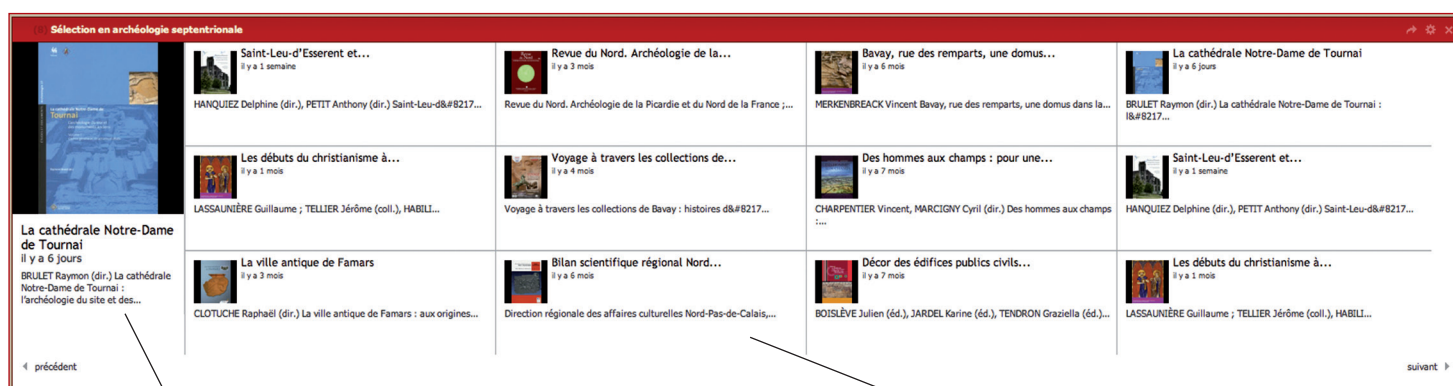 (0) Sélection en archéologie septentrionale
Tournai
La cathédrale Notre-Dame
de Tournai
il y a 6 jours
BRULET Raymon (dir.) La cathédrale
Notre-Dame de Tournai :
l'archéologie du site et des...
Saint-Leu-d'Esserent et...
il y a 1 semaine
HANQUIEZ Delphine (dir.), PETIT Anthony (dir.) Saint-Leu-d&#8217...
Les débuts du christianisme à...
il y a 1 mois
LASSAUNIÈRE Guillaume ; TELLIER Jérôme (coll.), HABILI...
La ville antique de Famars
il y a 3 mois
CLOTUCHE Raphaël (dir.) La ville antique de Famars : aux origines...
Revue du Nord. Archéologie de la...
il y a 3 mois
Revue du Nord. Archéologie de la Picardie et du Nord de la France ;...
Voyage à travers les collections de...
il y a 4 mois
Voyage à travers les collections de Bavay : histoires d&#8217...
Bilan scientifique régional Nord...
il y a 6 mois
Direction régionale des affaires culturelles Nord-Pas-de-Calais,...
Bavay, rue des remparts, une domus...
il y a 6 mois
MERKENBREACK Vincent Bavay, rue des remparts, une domus dans la...
Des hommes aux champs : pour une...
il y a 7 mois
CHARPENTIER Vincent, MARCIGNY Cyril (dir.) Des hommes aux champs
:...
Décor des édifices publics civils...
il y a 7 mois
BOISLÈVE Julien (éd.), JARDEL Karine (éd.), TENDRON Graziella (éd.)...
La cathédrale Notre-Dame de Tournai
il y a 6 jours
BRULET Raymon (dir.) La cathédrale Notre-Dame de Tournai :
l&#8217...
Saint-Leu-d'Esserent et...
il y a 1 semaine
HANQUIEZ Delphine (dir.), PETIT Anthony (dir.) Saint-Leu-d&#8217...
Les débuts du christianisme à...
il y a 1 mois
LASSAUNIÈRE Guillaume ; TELLIER Jérôme (coll.), HABILI...
précédent
suivant